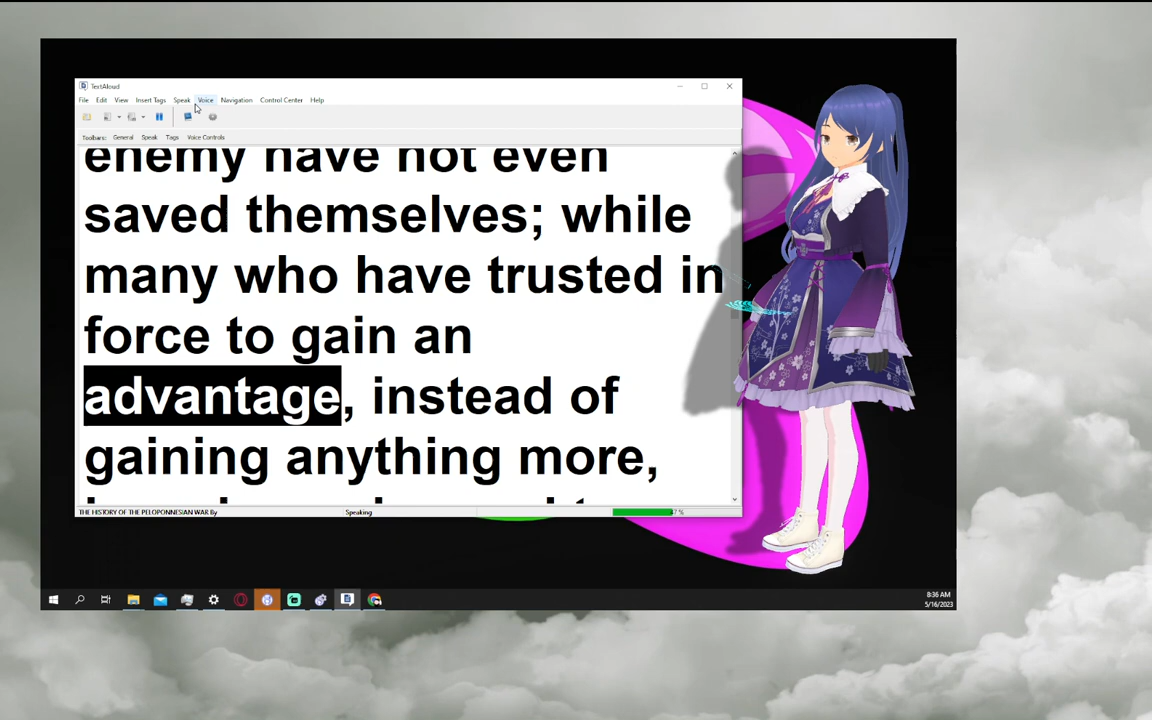 TextAloud
File Edit View Insert Tags Speak Voice Navigation Control Center Help
Toolbars: General Speak Tags Voice Controls
enemy have not even
saved themselves; while
many who have trusted in
force to gain an
advantage, instead of
gaining anything more,
THE HISTORY OF THE PELOPONNESIAN WAR By Speaking 47 %
8:36 AM
5/16/2023